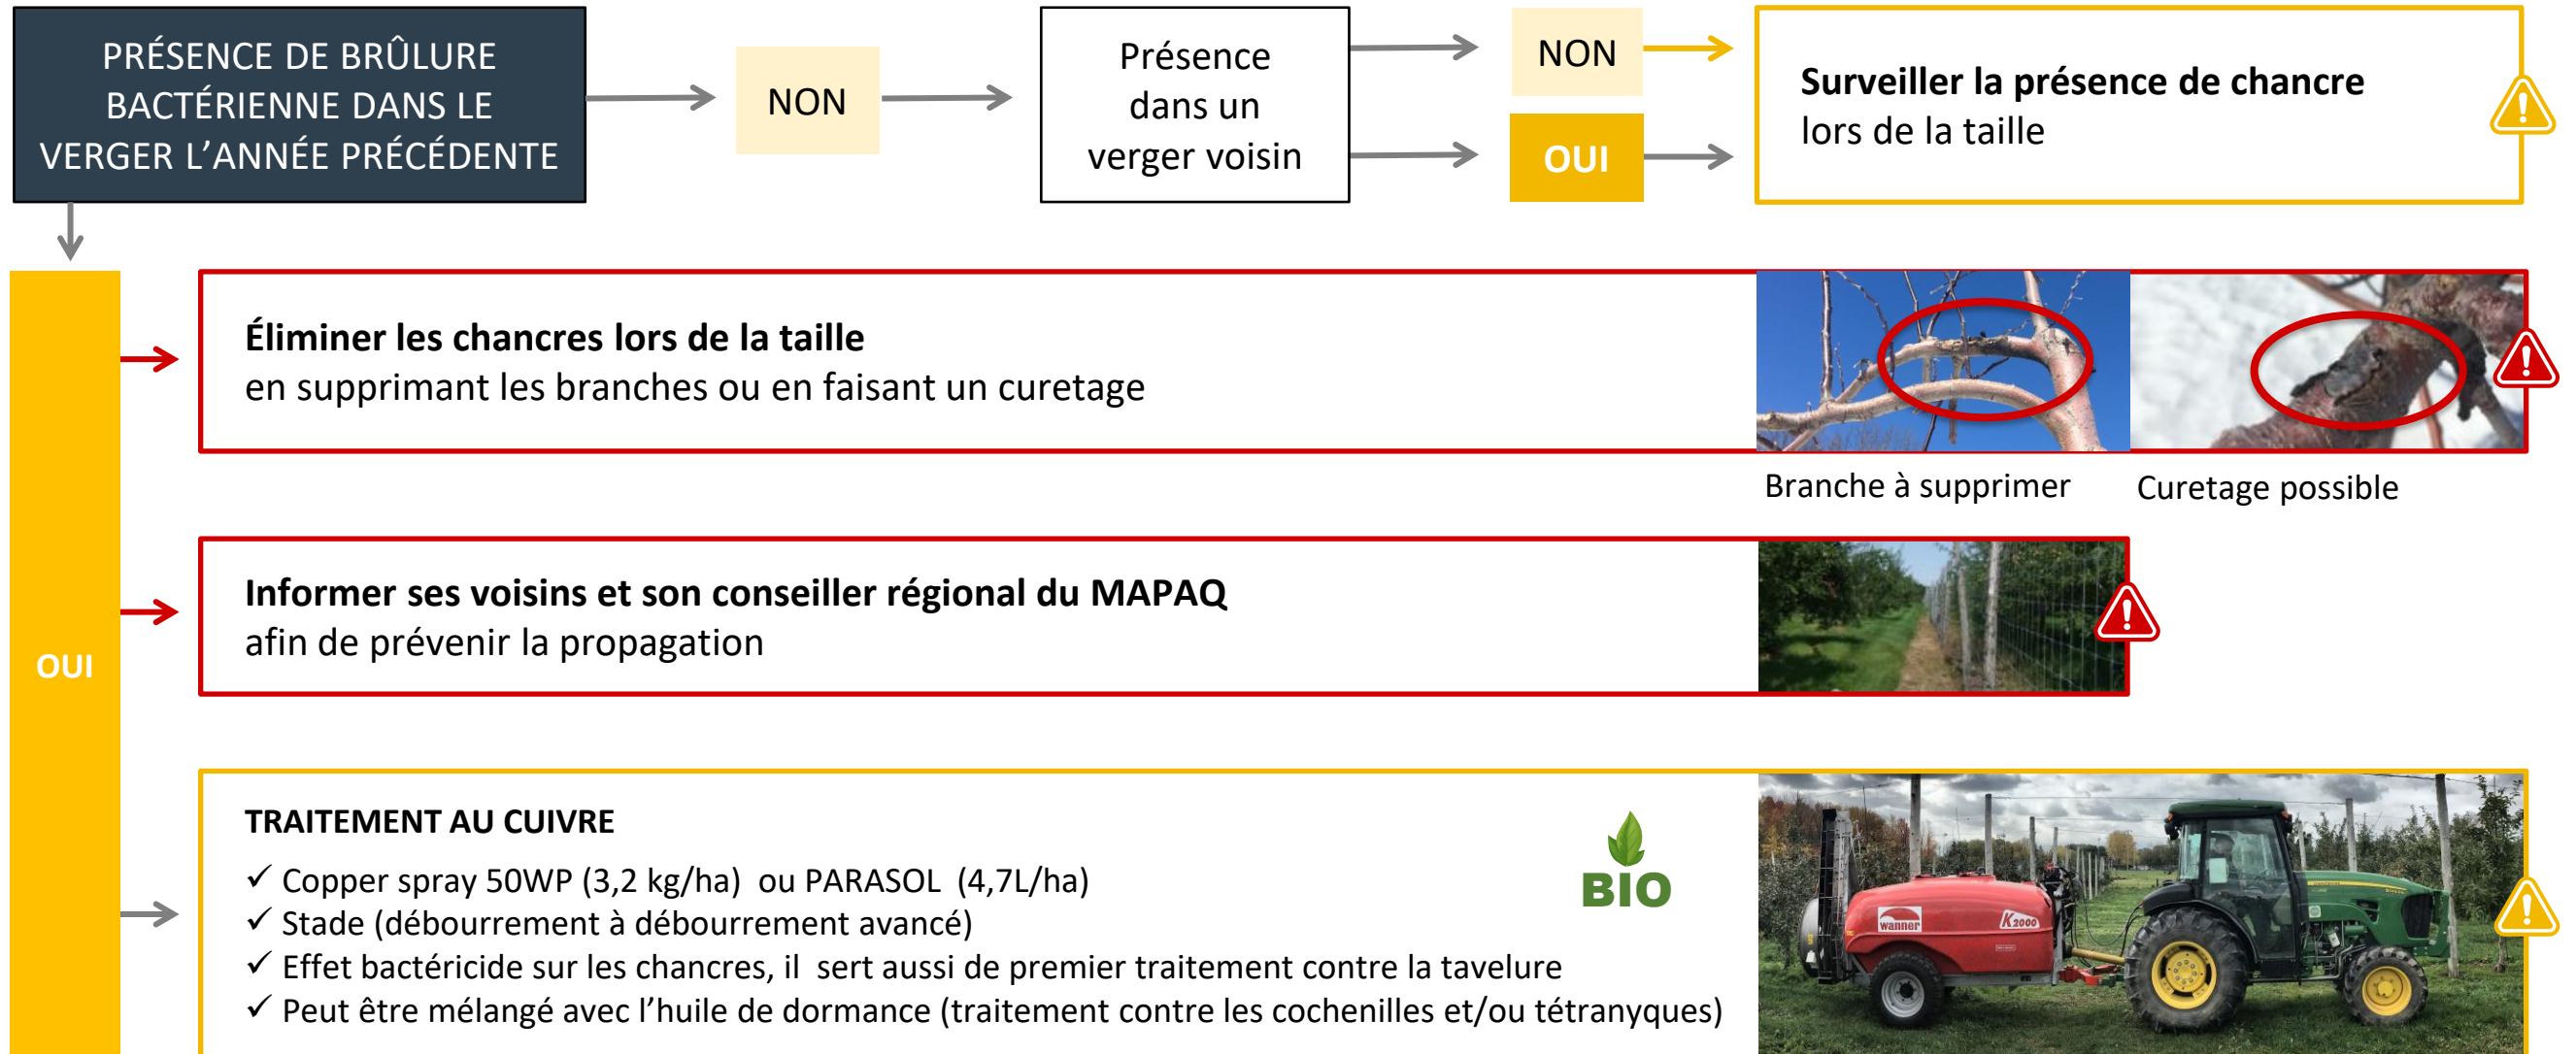 PRÉSENCE DE BRÛLURE
BACTÉRIENNE DANS LE
VERGER L'ANNÉE PRÉCÉDENTE
NON
Présence
dans un
verger voisin
NON
OUI
Surveiller la présence de chancre
lors de la taille
OUI
Éliminer les chancres lors de la taille
en supprimant les branches ou en faisant un curetage
Branche à supprimer
Curetage possible
Informer ses voisins et son conseiller régional du MAPAQ
afin de prévenir la propagation
TRAITEMENT AU CUIVRE
✓ Copper spray 50WP (3,2 kg/ha) ou PARASOL (4,7L/ha)
✓ Stade (débourrement à débourrement avancé)
✓ Effet bactéricide sur les chancres, il sert aussi de premier traitement contre la tavelure
✓ Peut être mélangé avec l'huile de dormance (traitement contre les cochenilles et/ou tétranyques)
BIO
wanner
K2000